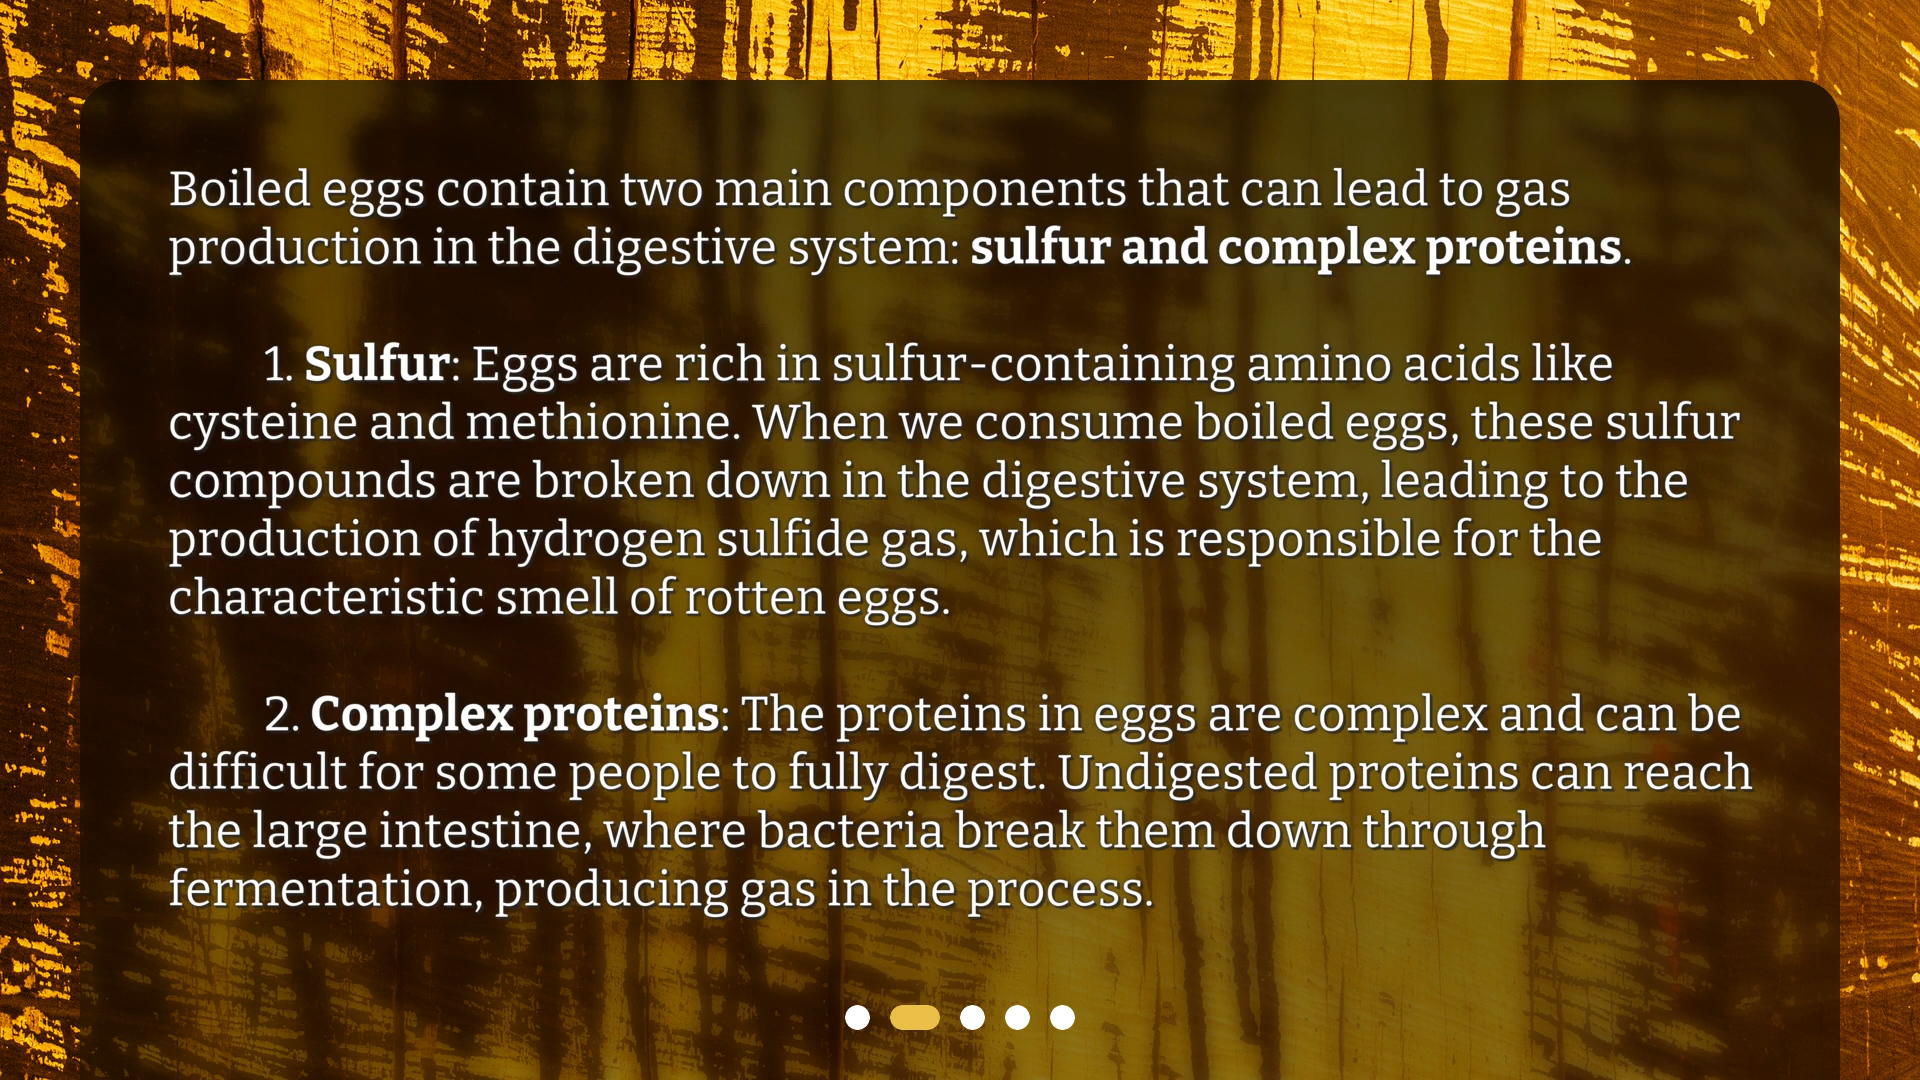 Boiled eggs contain two main components that can lead to gas
production in the digestive system: sulfur and complex proteins.
1. Sulfur: Eggs are rich in sulfur-containing amino acids like
cysteine and methionine. When we consume boiled eggs, these sulfur
compounds are broken down in the digestive system, leading to the
production of hydrogen sulfide gas, which is responsible for the
characteristic smell of rotten eggs.
2. Complex proteins: The proteins in eggs are complex and can be
difficult for some people to fully digest. Undigested proteins can reach
the large intestine, where bacteria break them down through
fermentation, producing gas in the process.